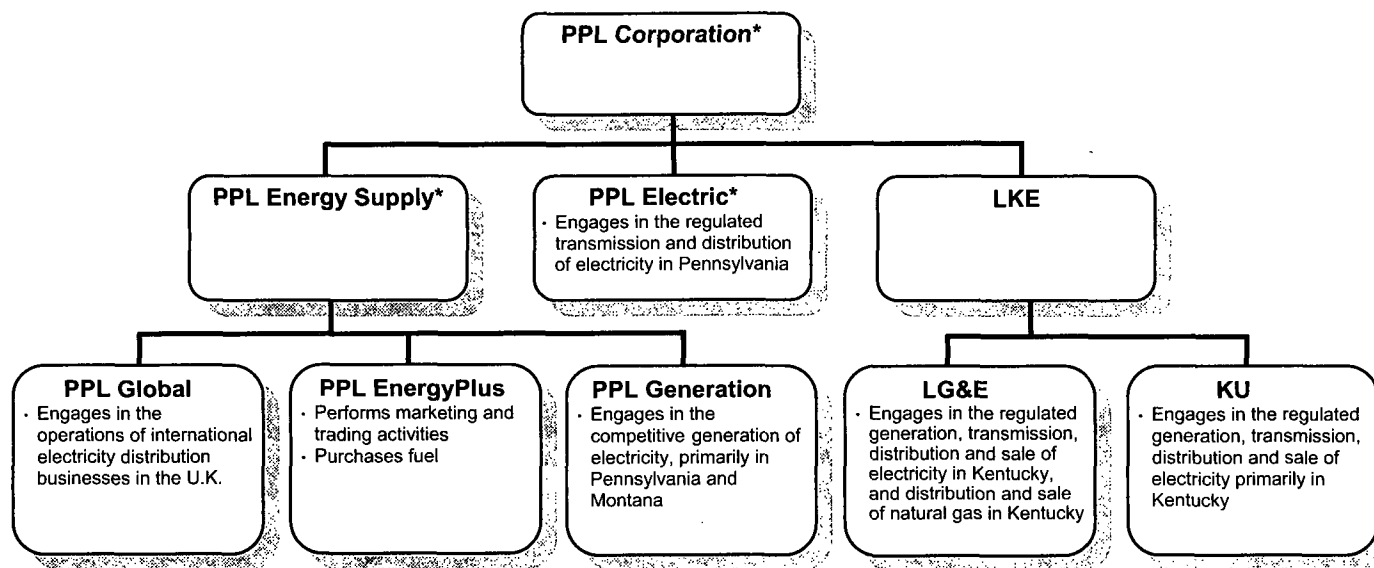 PPL Corporation*
PPL Energy Supply*
PPL Electric*
· Engages in the regulated
transmission and distribution
of electricity in Pennsylvania
LKE
PPL Global
· Engages in the
operations of international
electricity distribution
businesses in the U.K.
PPL EnergyPlus
· Performs marketing and
trading activities
· Purchases fuel
PPL Generation
· Engages in the
competitive generation of
electricity, primarily in
Pennsylvania and
Montana
LG&E
· Engages in the regulated
generation, transmission,
distribution and sale of
electricity in Kentucky,
and distribution and sale
of natural gas in Kentucky
KU
· Engages in the regulated
generation, transmission,
distribution and sale of
electricity primarily in
Kentucky